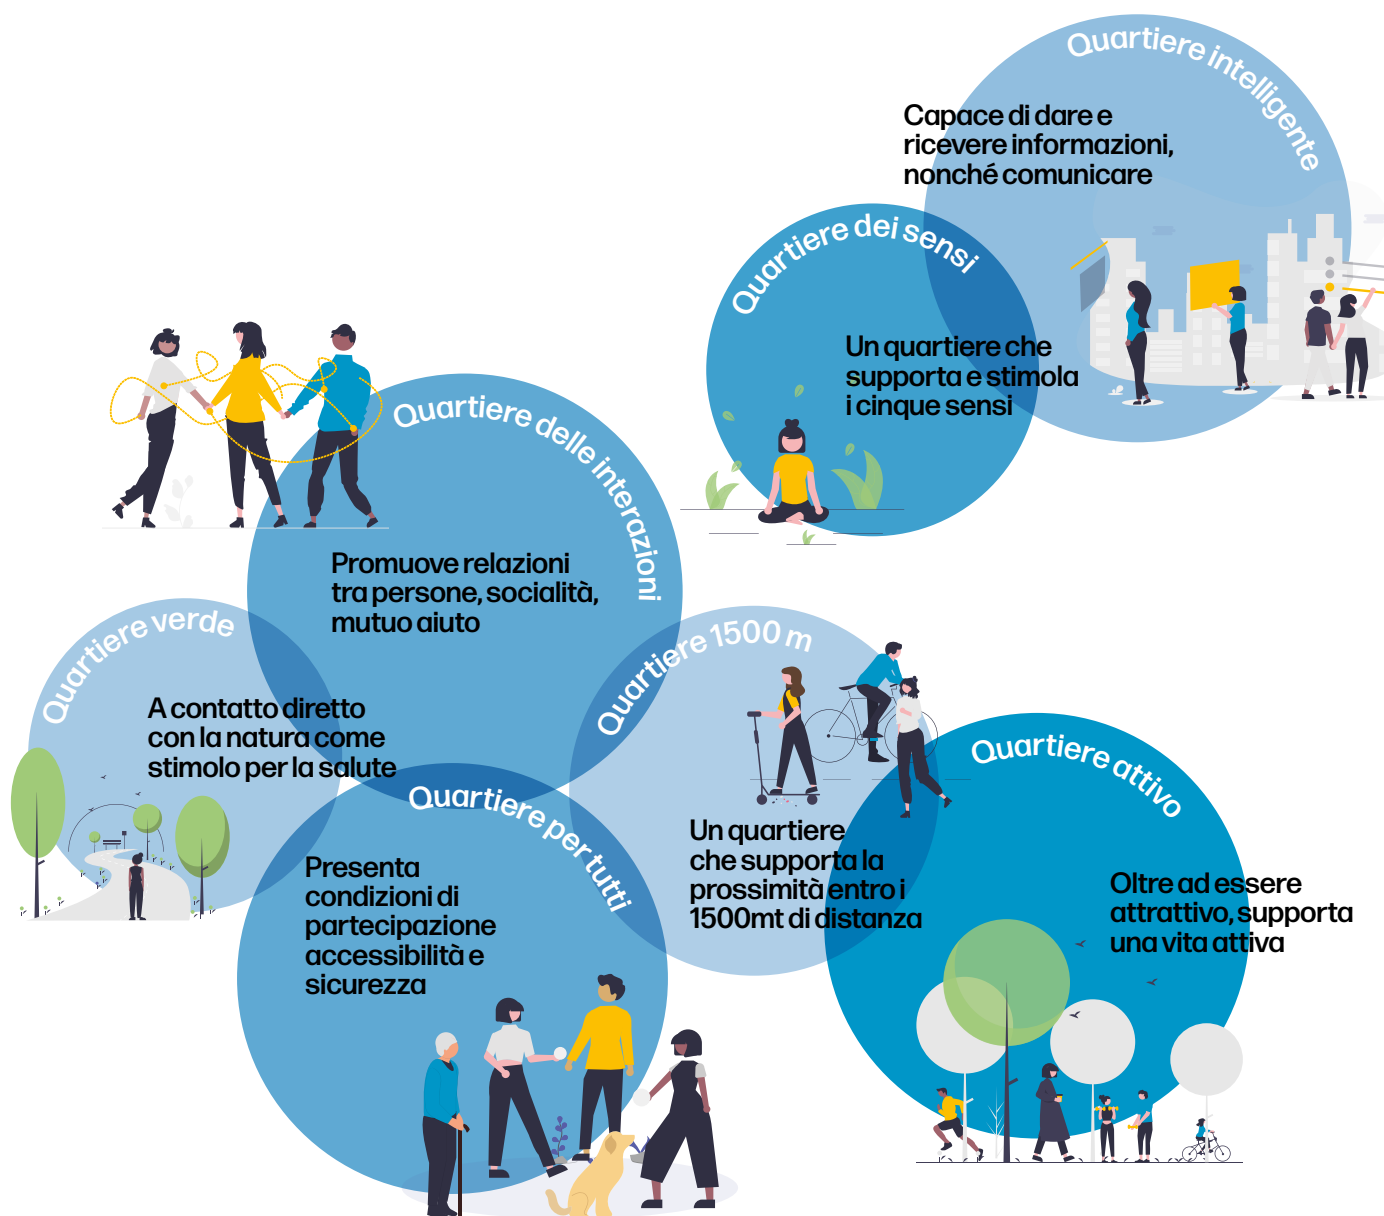 Quartiere intelligente
Capace di dare e
ricevere informazioni,
nonché comunicare
Quartiere dei sensi
Un quartiere che
supporta e stimola
i cinque sensi
Quartiere delle interazioni
Promuove relazioni
tra persone, socialità,
mutuo aiuto
Quartiere verde
A contatto diretto
con la natura come
stimolo per la salute
Quartiere 1500 m
Un quartiere
che supporta la
prossimità entro i
1500mt di distanza
Quartiere per tutti
Presenta
condizioni di
partecipazione
accessibilità e
sicurezza
Quartiere attivo
Oltre ad essere
attrattivo, supporta
una vita attiva